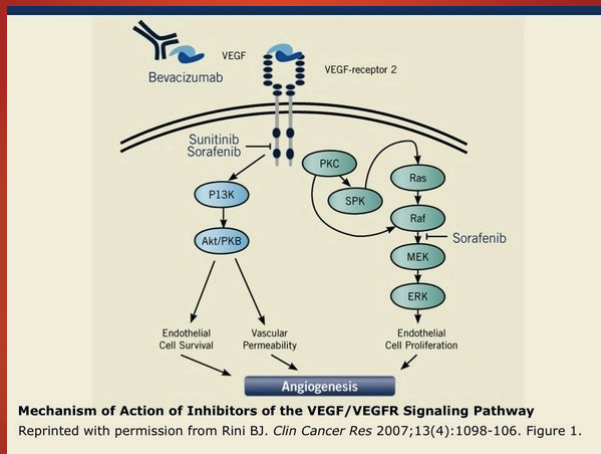 VEGF
VEGF-receptor 2
Bevacizumab
Sunitinib
Sorafenib
PKC
SPK
Ras
P13K
Raf
Akt/PKB
Sorafenib
MEK
ERK
Endothelial
Cell Survival
Vascular
Permeability
Endothelial
Cell Proliferation
Angiogenesis
Mechanism of Action of Inhibitors of the VEGF/VEGFR Signaling Pathway
Reprinted with permission from Rini BJ. Clin Cancer Res 2007;13(4):1098-106. Figure 1.